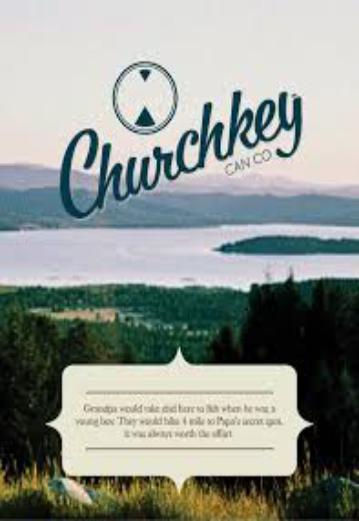 Churchkey
CAN CO
Grandpa would take dad here to fish when he was a
young boy. They would hike 4 mile to Papa's secret spot,
it was always worth the effort